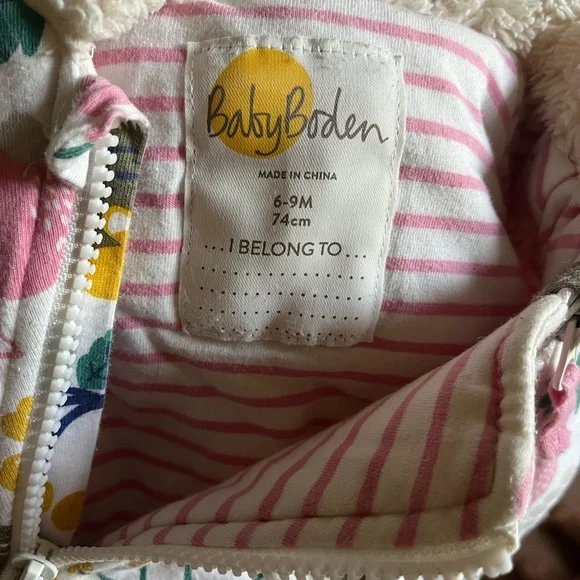 BabyBoden
MADE IN CHINA
6-9M
74cm
...I BELONG TO...